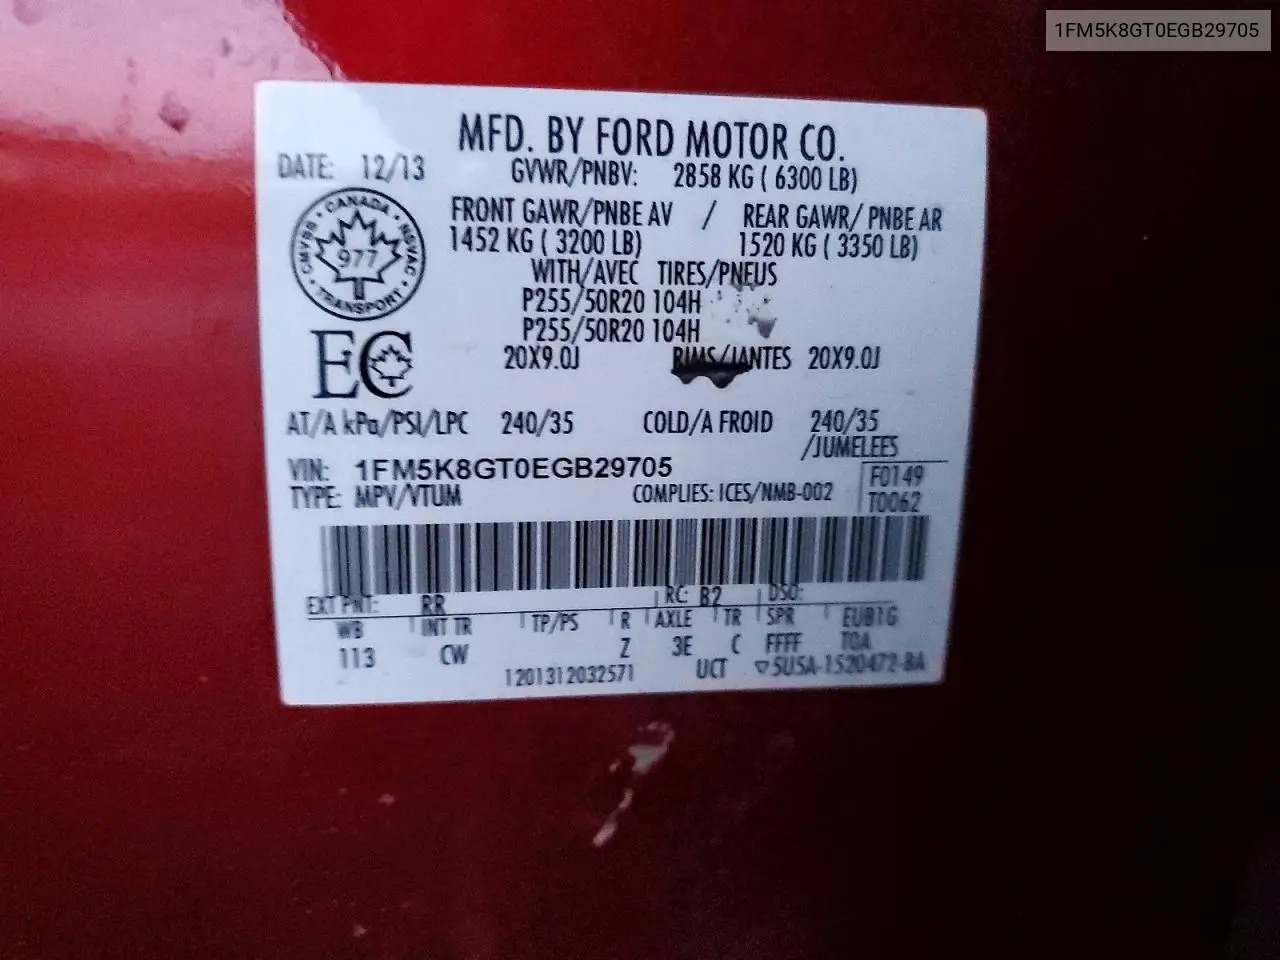 1FM5K8GT0EGB29705
MFD. BY FORD MOTOR CO.
DATE: 12/13 GVWR/PNBV: 2858 KG ( 6300 LB)
FRONT GAWR/PNBE AV / REAR GAWR/ PNBE AR
1452 KG ( 3200 LB) 1520 KG ( 3350 LB)
WITH/AVEC TIRES/PNEUS
P255/50R20 104H
P255/50R20 104H
20X9.0J RIMS/JANTES 20X9.0J
CANADA
CMVSS 977 NSVAC
TRANSPORT
EC
AT/A kPa/PSI/LPC 240/35 COLD/A FROID 240/35
/JUMELEES
VIN: 1FM5K8GT0EGB29705 F0149
TYPE: MPV/VTUM COMPLIES: ICES/NMB-002 T0062
EXT PNT: RR RC: B2 DSO:
WB INT TR TP/PS R AXLE TR SPR EUB1G
113 CW Z 3E C FFFF TOA
1201312032571 UCT ▽5U5A-1520472-BA